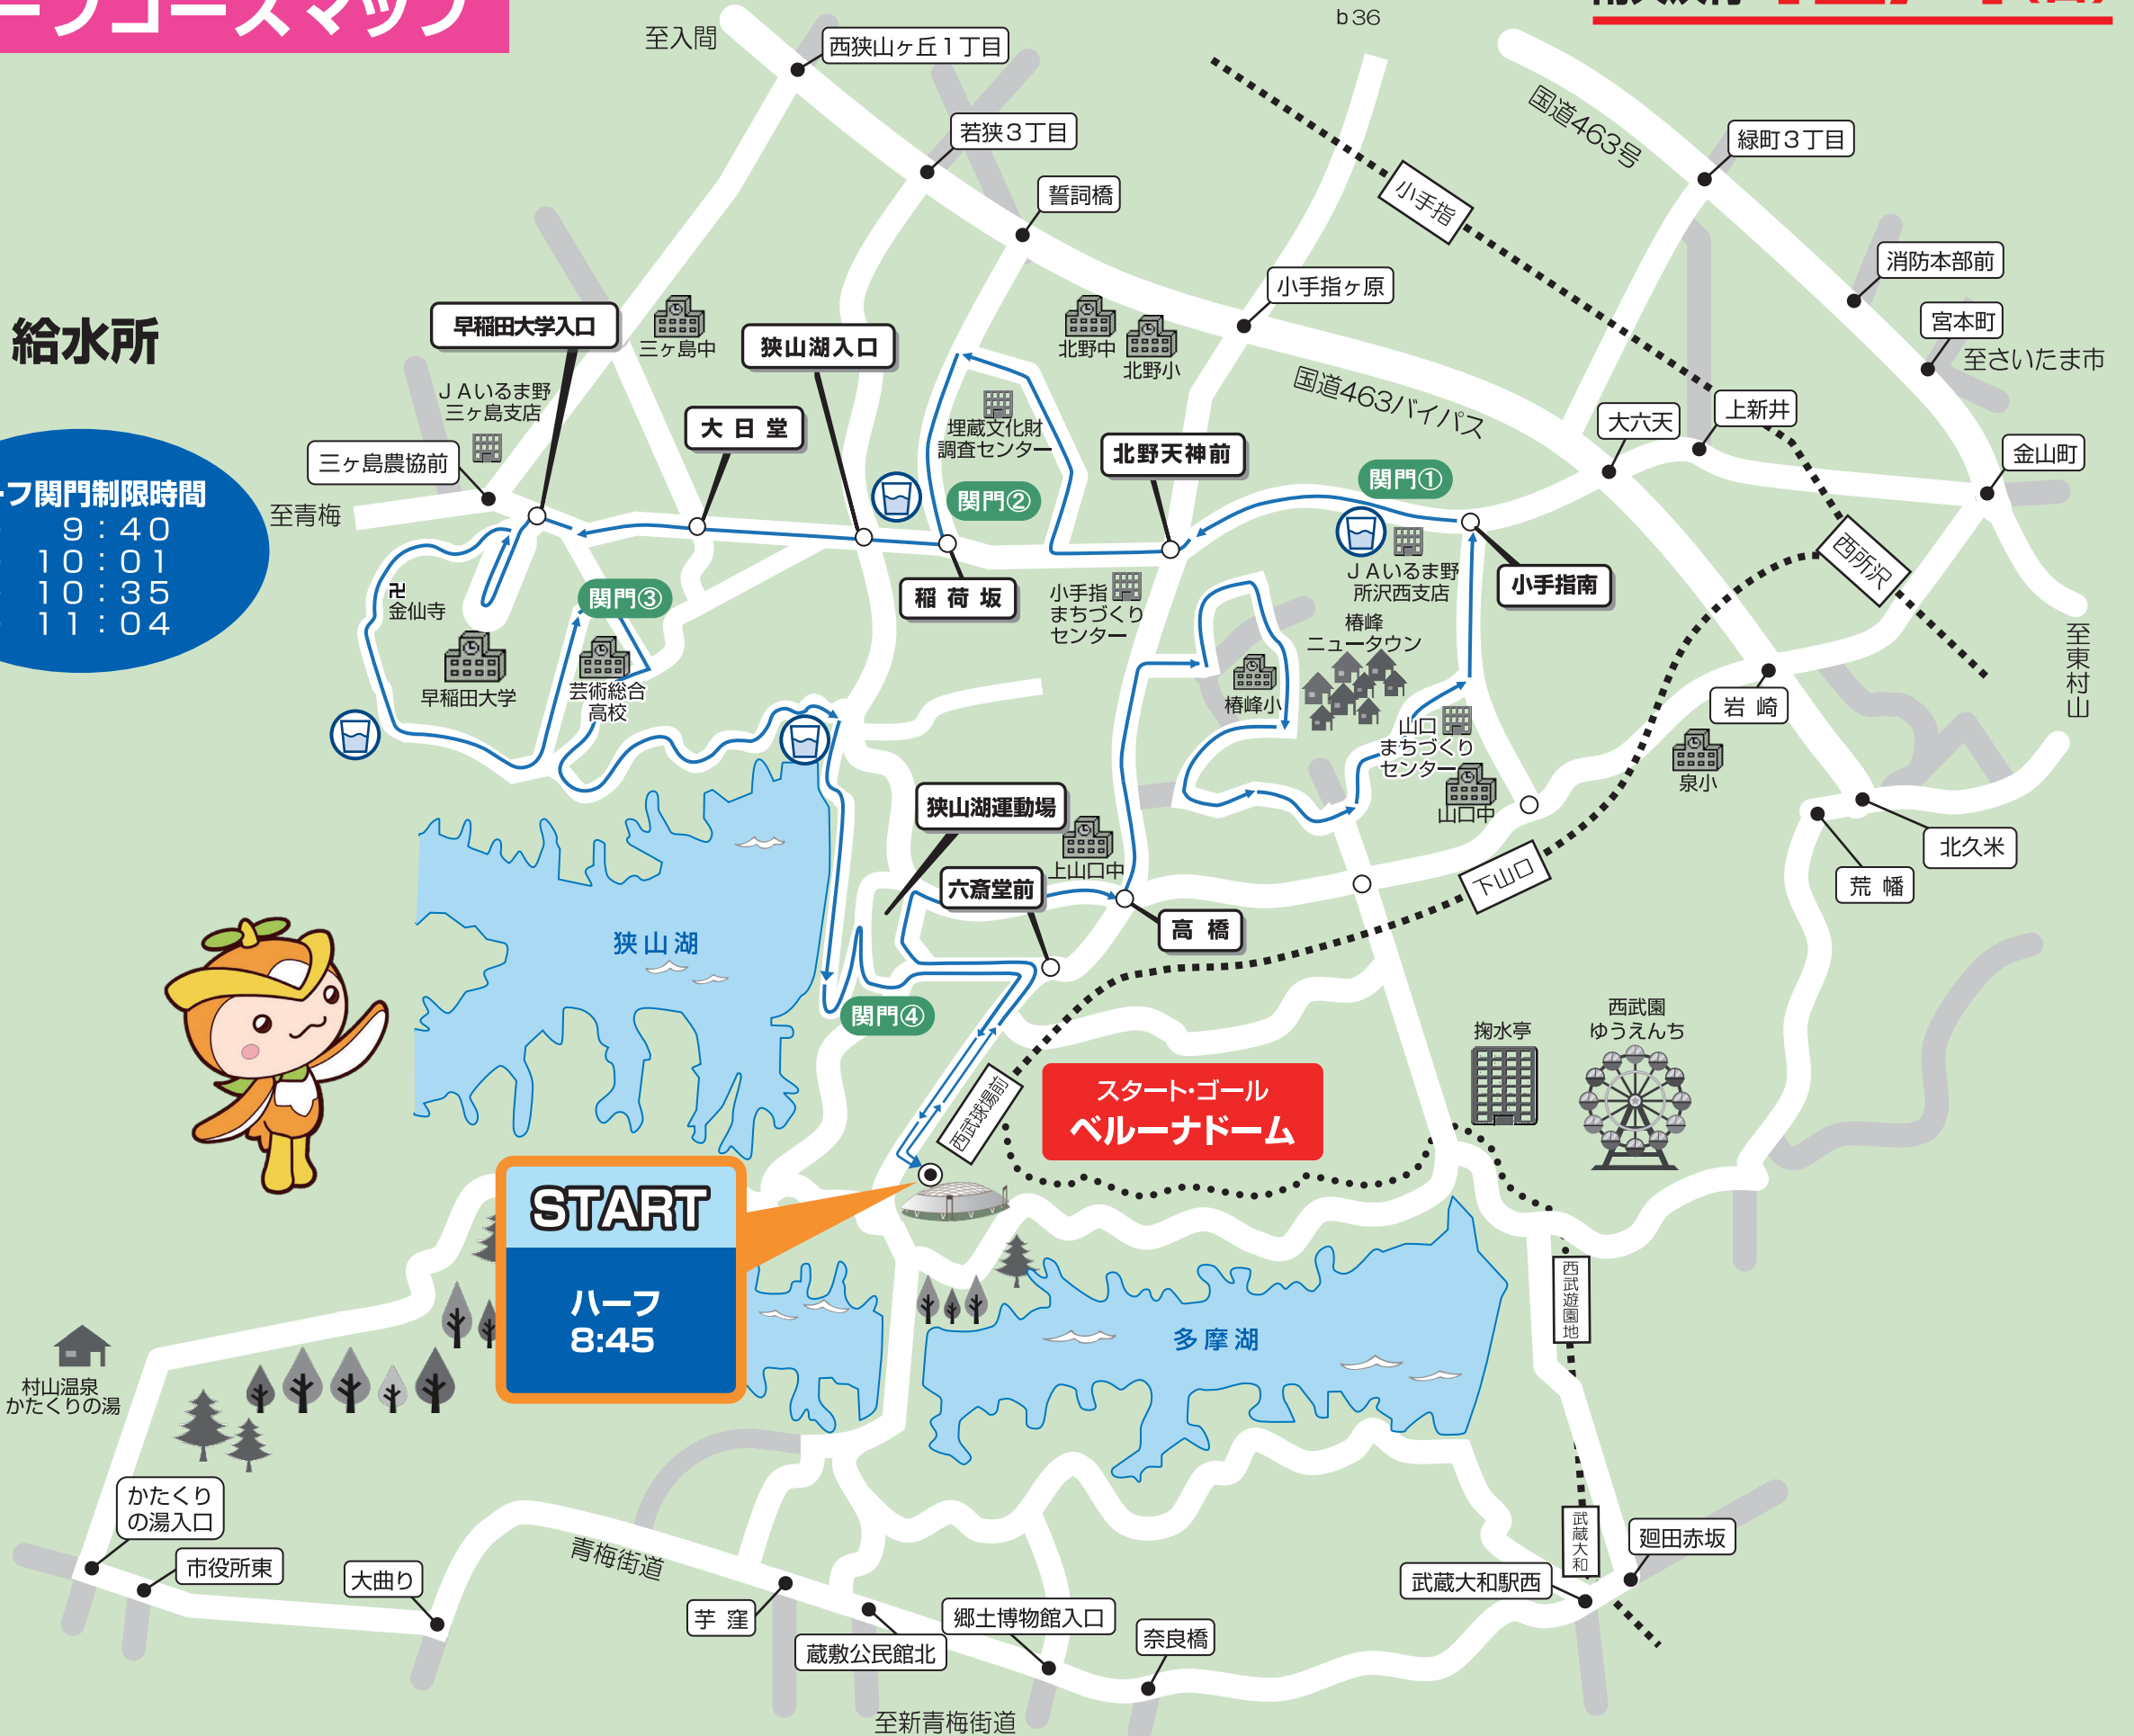 ーフコースマップ
至入間
西狭山ヶ丘1丁目
b36
若狭3丁目
誓詞橋
国道463号
緑町3丁目
小手指
消防本部前
宮本町
至さいたま市
小手指ヶ原
給水所
早稲田大学入口
三ヶ島中
狭山湖入口
北野中
北野小
国道463バイパス
大六天
上新井
金山町
JAいるま野
三ヶ島支店
大日堂
埋蔵文化財
調査センター
北野天神前
三ヶ島農協前
関門①
関門②
ーフ関門制限時間
9:40
10:01
10:35
11:04
至青梅
西所沢
JAいるま野
所沢西支店
小手指南
稲荷坂
小手指
まちづくり
センター
関門③
卍
金仙寺
椿峰
ニュータウン
至東村山
早稲田大学
芸術総合
高校
椿峰小
山口
まちづくり
センター
岩崎
泉小
山口中
狭山湖運動場
上山口中
北久米
荒幡
六斎堂前
下山口
高橋
狭山湖
関門④
西武園
ゆうえんち
掬水亭
西武球場前
スタート・ゴール
ベルーナドーム
START
ハーフ
8:45
西武遊園地
多摩湖
村山温泉
かたくりの湯
かたくり
の湯入口
市役所東
大曲り
青梅街道
芋窪
蔵敷公民館北
郷土博物館入口
奈良橋
武蔵大和
武蔵大和駅西
廻田赤坂
至新青梅街道